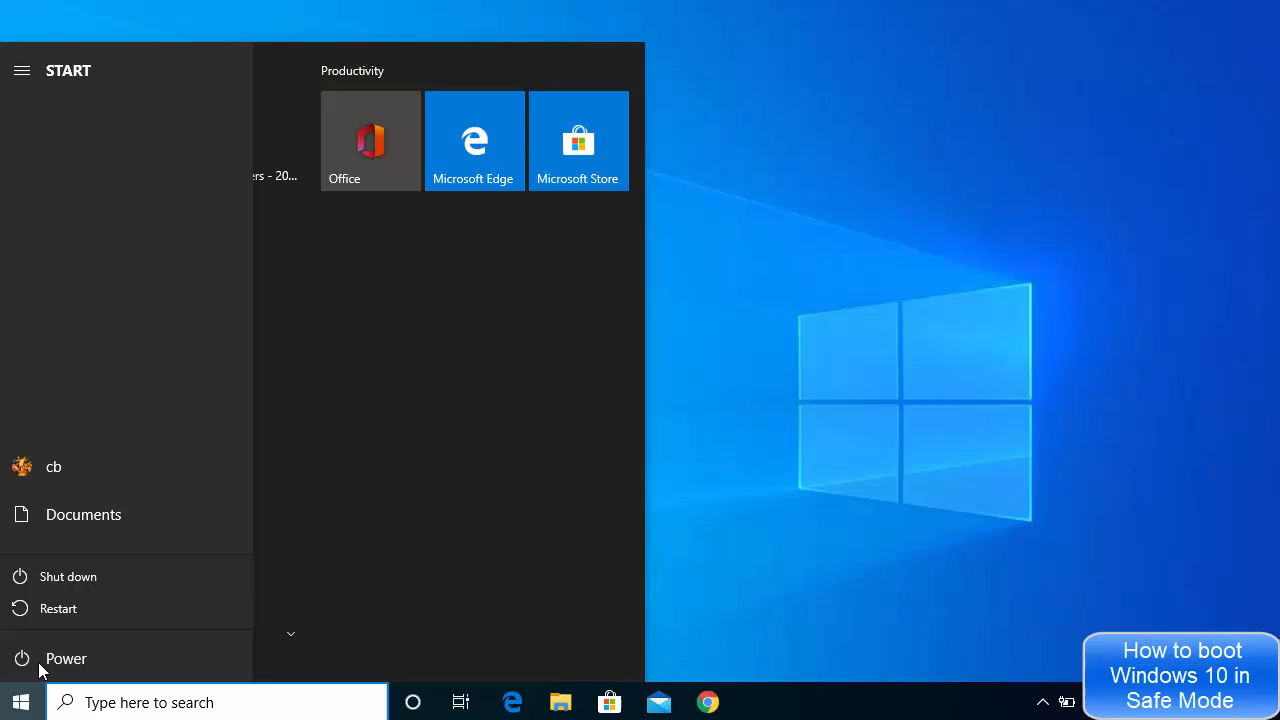 START
Productivity
Office
Microsoft Edge
Microsoft Store
ers - 20...
cb
Documents
Shut down
Restart
Power
Type here to search
How to boot
Windows 10 in
Safe Mode